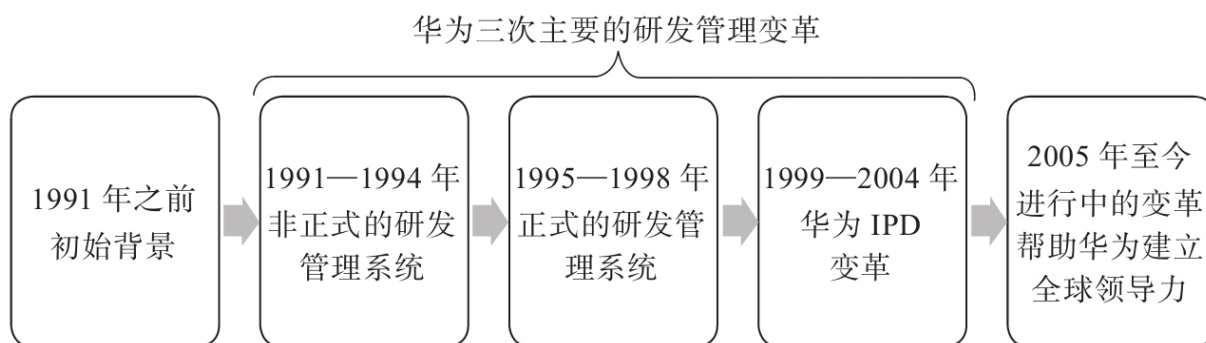 华为三次主要的研发管理变革
1991 年之前
初始背景
1991—1994 年
非正式的研发
管理系统
1995—1998 年
正式的研发管
理系统
1999—2004 年
华为 IPD
变革
2005 年至今
进行中的变革
帮助华为建立
全球领导力